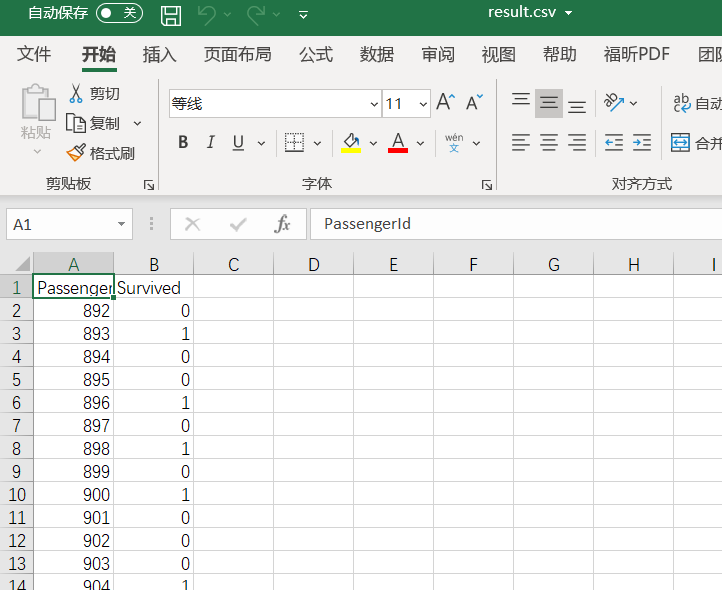 自动保存 关 result.csv
文件 开始 插入 页面布局 公式 数据 审阅 视图 帮助 福昕PDF 团队
粘贴 剪切 复制 格式刷
等线 11 A A ab 自动
B I U A wén 文 合并
剪贴板 字体 对齐方式
A1 fx PassengerId
A B C D E F G H I
1 Passenger Survived
2 892 0
3 893 1
4 894 0
5 895 0
6 896 1
7 897 0
8 898 1
9 899 0
10 900 1
11 901 0
12 902 0
13 903 0
14 904 1